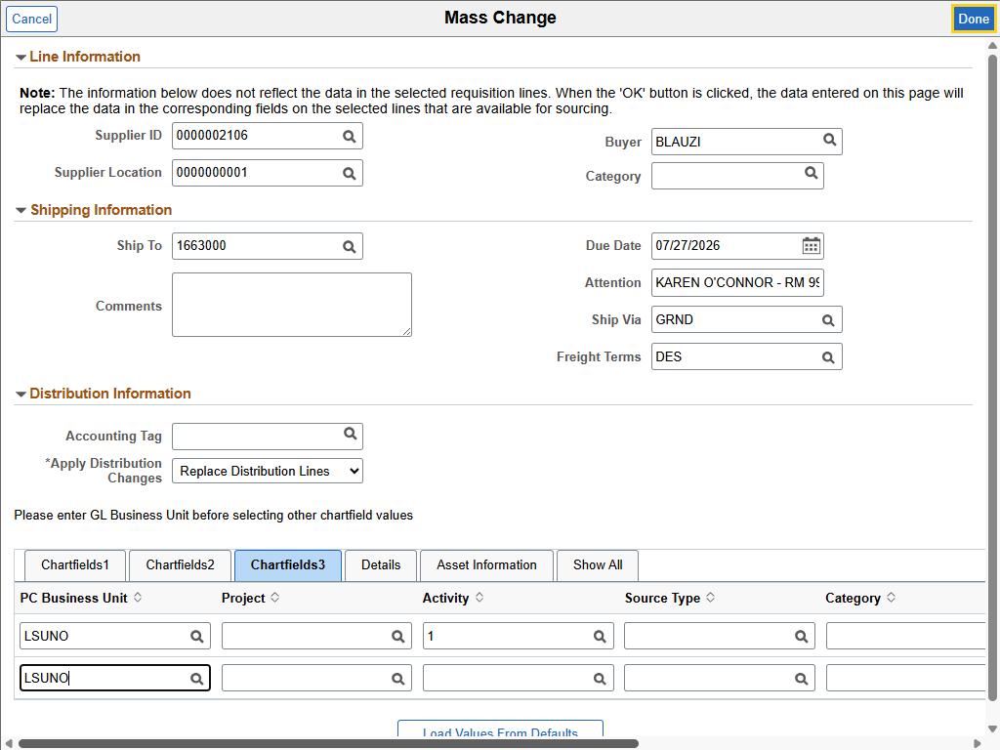 Cancel
Mass Change
Done
Line Information
Note: The information below does not reflect the data in the selected requisition lines. When the 'OK' button is clicked, the data entered on this page will
replace the data in the corresponding fields on the selected lines that are available for sourcing.
Supplier ID 0000002106
Buyer BLAUZI
Supplier Location 0000000001
Category
Shipping Information
Ship To 1663000
Due Date 07/27/2026
Attention KAREN O'CONNOR - RM 99
Comments
Ship Via GRND
Freight Terms DES
Distribution Information
Accounting Tag
*Apply Distribution
Changes
Replace Distribution Lines
Please enter GL Business Unit before selecting other chartfield values
Chartfields1 Chartfields2 Chartfields3 Details Asset Information Show All
PC Business Unit Project Activity Source Type Category
LSUNO 1
LSUNO
Load Values From Defaults